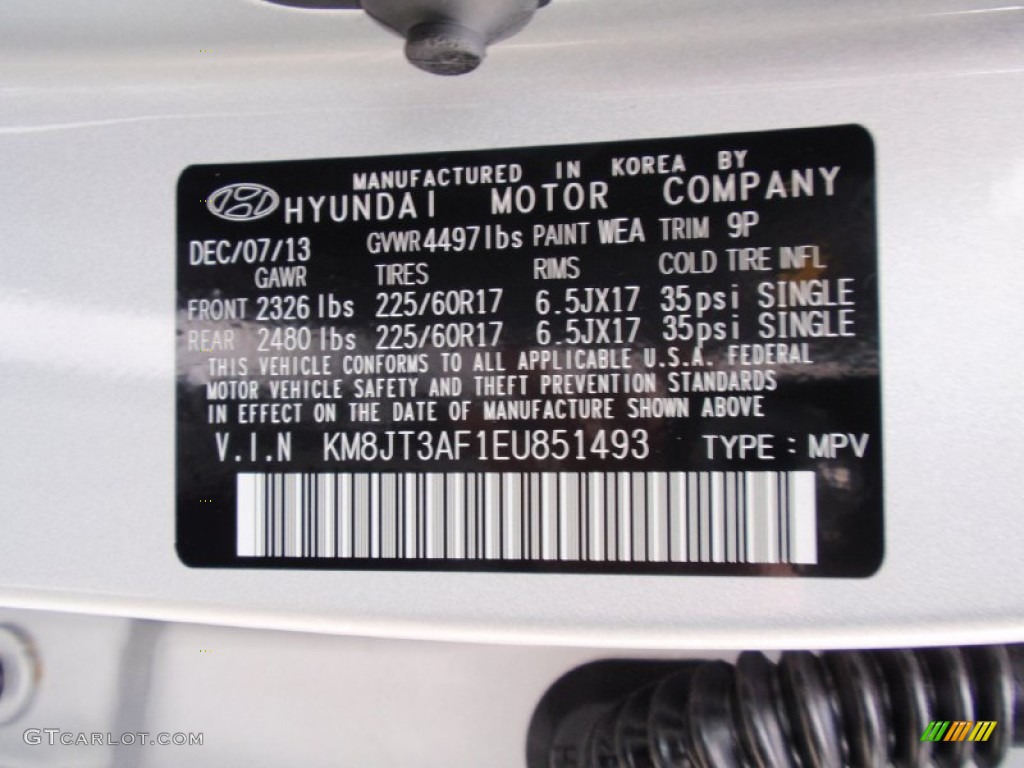 MANUFACTURED IN KOREA BY
HYUNDAI MOTOR COMPANY
DEC/07/13 GVWR 4497lbs PAINT WEA TRIM 9P
GAWR TIRES RIMS COLD TIRE INFL
FRONT 2326 lbs 225/60R17 6.5JX17 35psi SINGLE
REAR 2480 lbs 225/60R17 6.5JX17 35psi SINGLE
THIS VEHICLE CONFORMS TO ALL APPLICABLE U.S.A. FEDERAL
MOTOR VEHICLE SAFETY AND THEFT PREVENTION STANDARDS
IN EFFECT ON THE DATE OF MANUFACTURE SHOWN ABOVE
V.I.N KM8JT3AF1EU851493 TYPE : MPV
GTCARLOT.COM